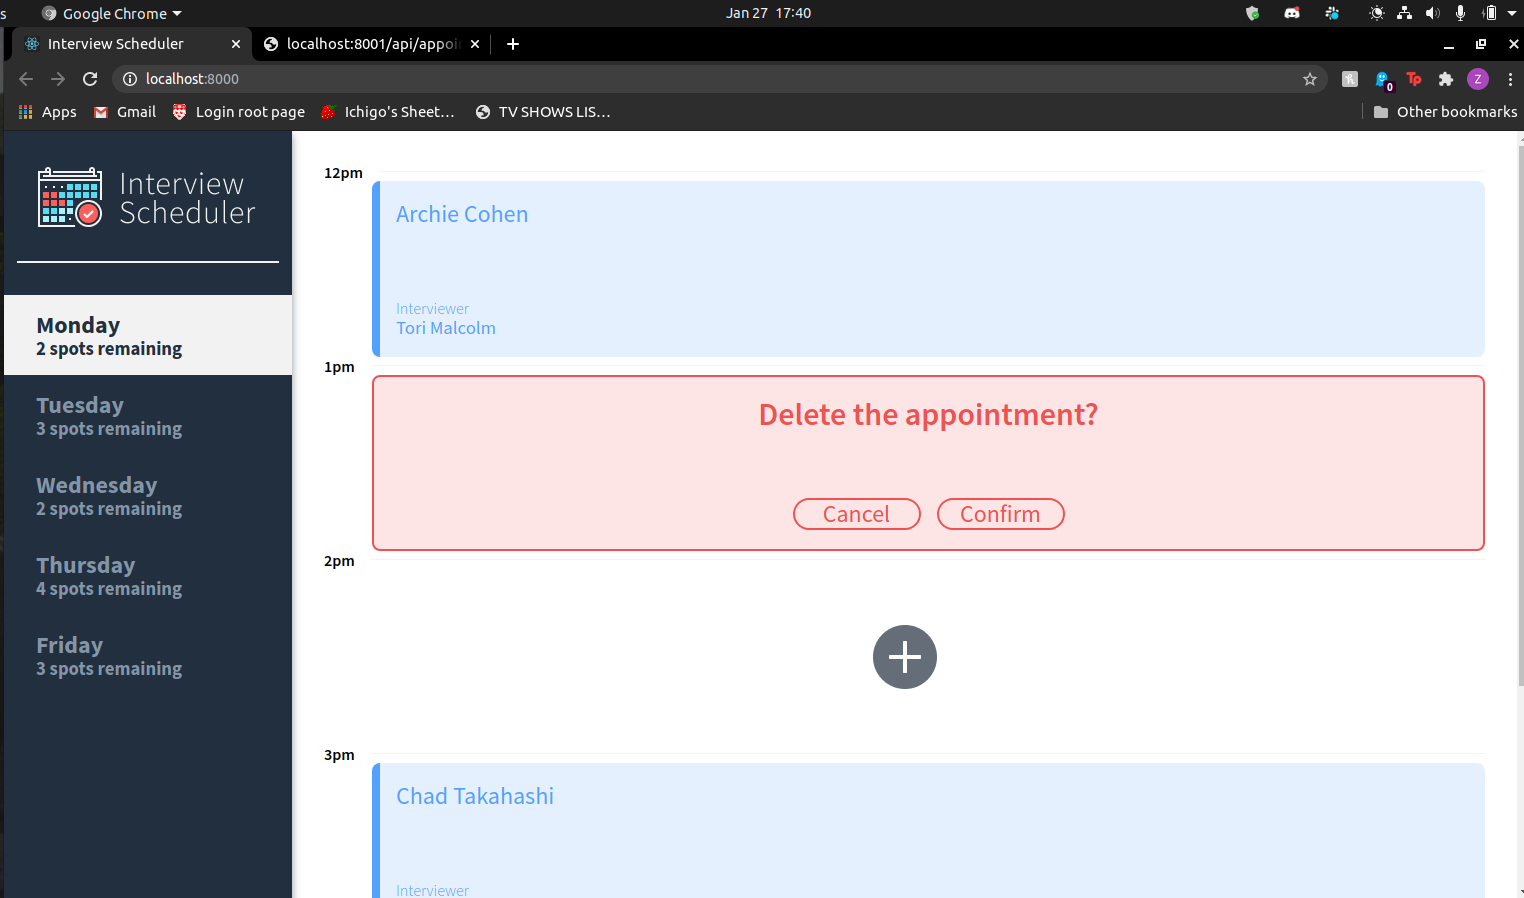 s Google Chrome Jan 27 17:40
Interview Scheduler localhost:8001/api/appoi
localhost:8000 0 Z
Apps Gmail Login root page Ichigo's Sheet... TV SHOWS LIS... Other bookmarks
Interview
Scheduler
Monday
2 spots remaining
Tuesday
3 spots remaining
Wednesday
2 spots remaining
Thursday
4 spots remaining
Friday
3 spots remaining
12pm
Archie Cohen
Interviewer
Tori Malcolm
1pm
Delete the appointment?
Cancel Confirm
2pm
3pm
Chad Takahashi
Interviewer